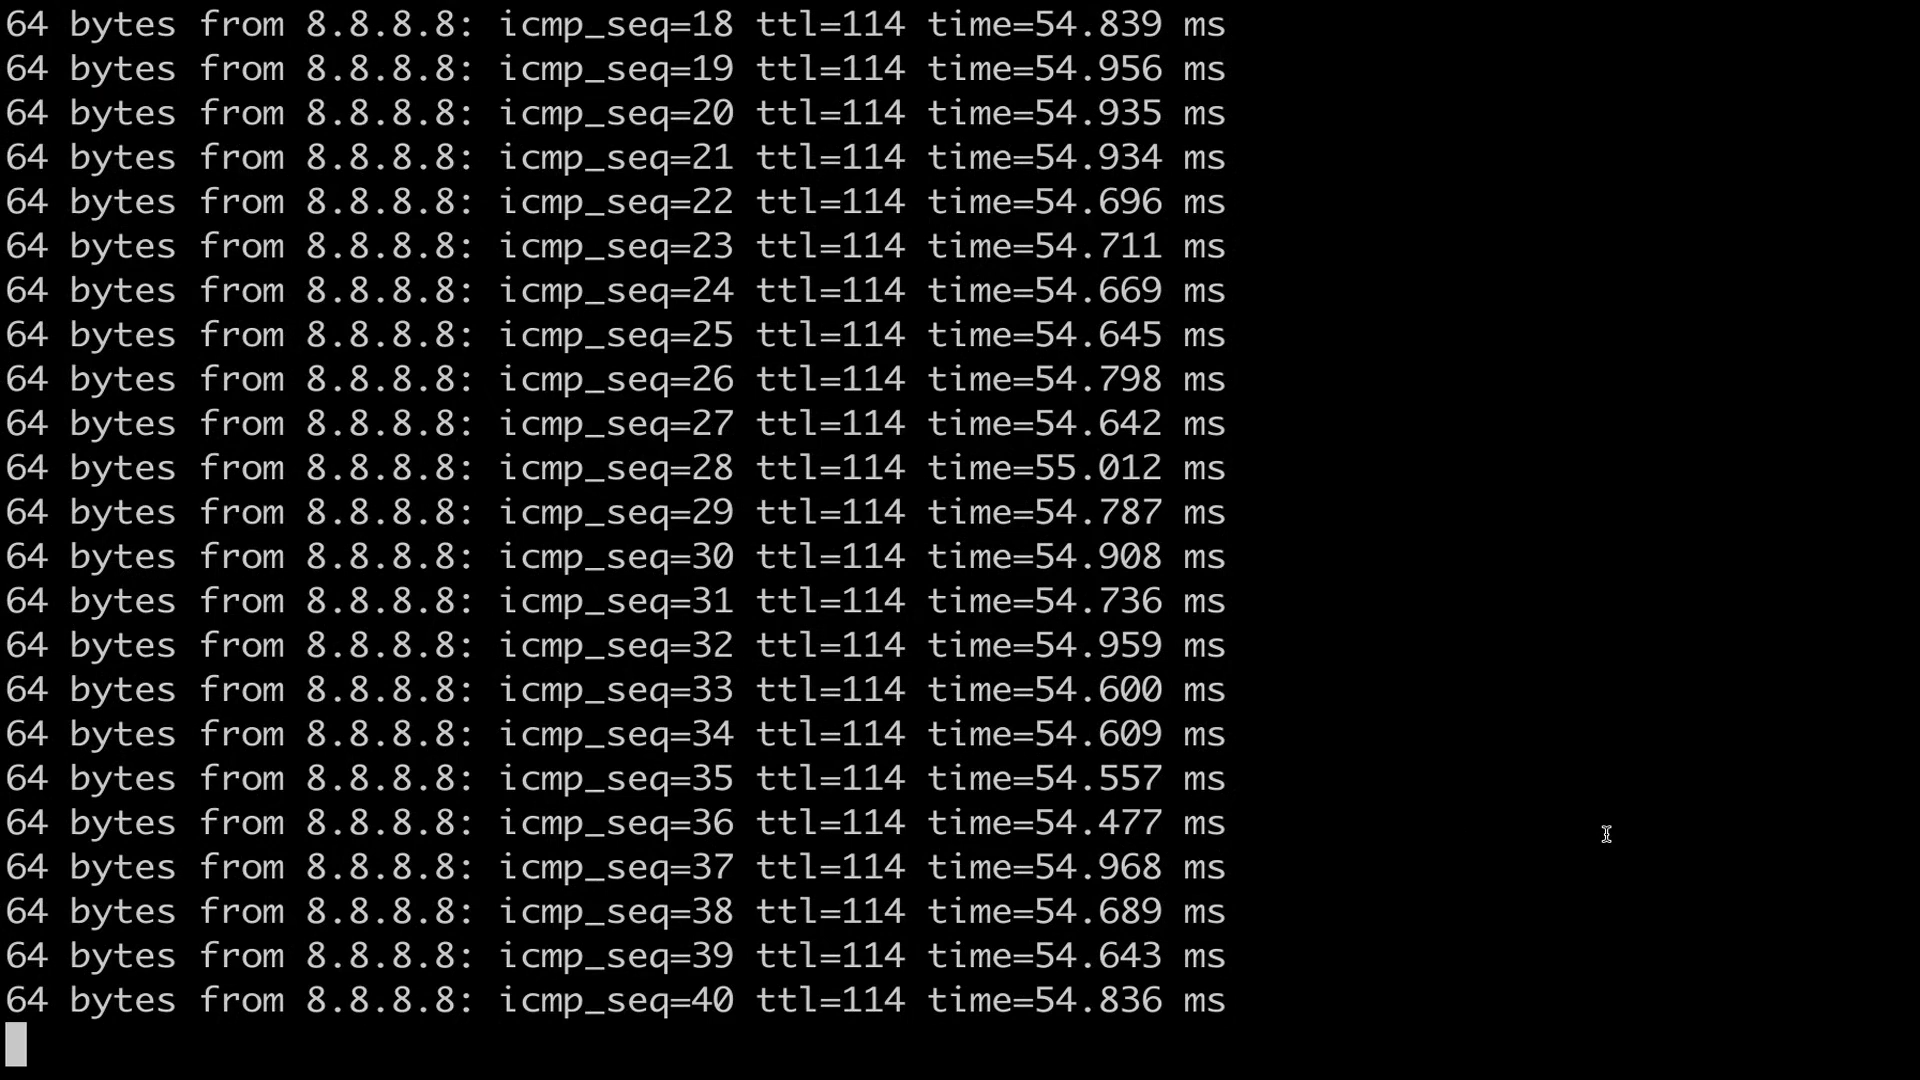 64 bytes from 8.8.8.8: icmp_seq=18 ttl=114 time=54.839 ms
64 bytes from 8.8.8.8: icmp_seq=19 ttl=114 time=54.956 ms
64 bytes from 8.8.8.8: icmp_seq=20 ttl=114 time=54.935 ms
64 bytes from 8.8.8.8: icmp_seq=21 ttl=114 time=54.934 ms
64 bytes from 8.8.8.8: icmp_seq=22 ttl=114 time=54.696 ms
64 bytes from 8.8.8.8: icmp_seq=23 ttl=114 time=54.711 ms
64 bytes from 8.8.8.8: icmp_seq=24 ttl=114 time=54.669 ms
64 bytes from 8.8.8.8: icmp_seq=25 ttl=114 time=54.645 ms
64 bytes from 8.8.8.8: icmp_seq=26 ttl=114 time=54.798 ms
64 bytes from 8.8.8.8: icmp_seq=27 ttl=114 time=54.642 ms
64 bytes from 8.8.8.8: icmp_seq=28 ttl=114 time=55.012 ms
64 bytes from 8.8.8.8: icmp_seq=29 ttl=114 time=54.787 ms
64 bytes from 8.8.8.8: icmp_seq=30 ttl=114 time=54.908 ms
64 bytes from 8.8.8.8: icmp_seq=31 ttl=114 time=54.736 ms
64 bytes from 8.8.8.8: icmp_seq=32 ttl=114 time=54.959 ms
64 bytes from 8.8.8.8: icmp_seq=33 ttl=114 time=54.600 ms
64 bytes from 8.8.8.8: icmp_seq=34 ttl=114 time=54.609 ms
64 bytes from 8.8.8.8: icmp_seq=35 ttl=114 time=54.557 ms
64 bytes from 8.8.8.8: icmp_seq=36 ttl=114 time=54.477 ms
64 bytes from 8.8.8.8: icmp_seq=37 ttl=114 time=54.968 ms
64 bytes from 8.8.8.8: icmp_seq=38 ttl=114 time=54.689 ms
64 bytes from 8.8.8.8: icmp_seq=39 ttl=114 time=54.643 ms
64 bytes from 8.8.8.8: icmp_seq=40 ttl=114 time=54.836 ms